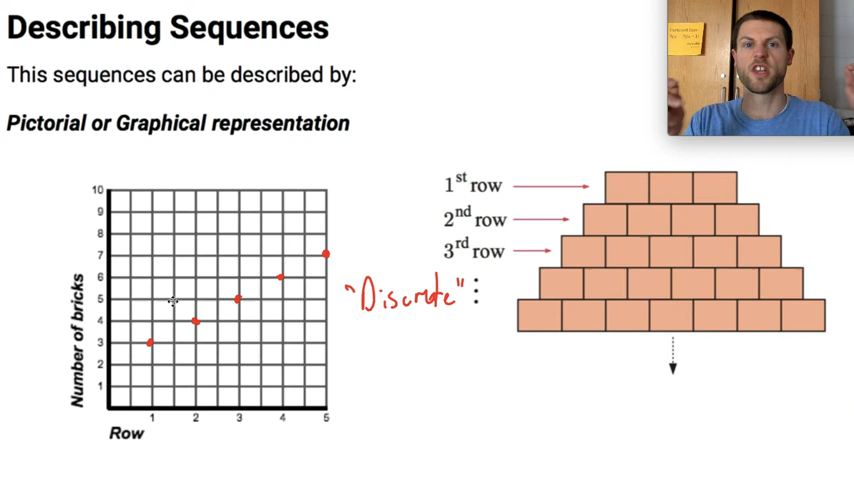 Describing Sequences
This sequences can be described by:
Pictorial or Graphical representation
10
9
8
7
6
5
4
3
2
1
Number of bricks
1 2 3 4 5
Row
"Discrete"
1st row
2nd row
3rd row
⋮